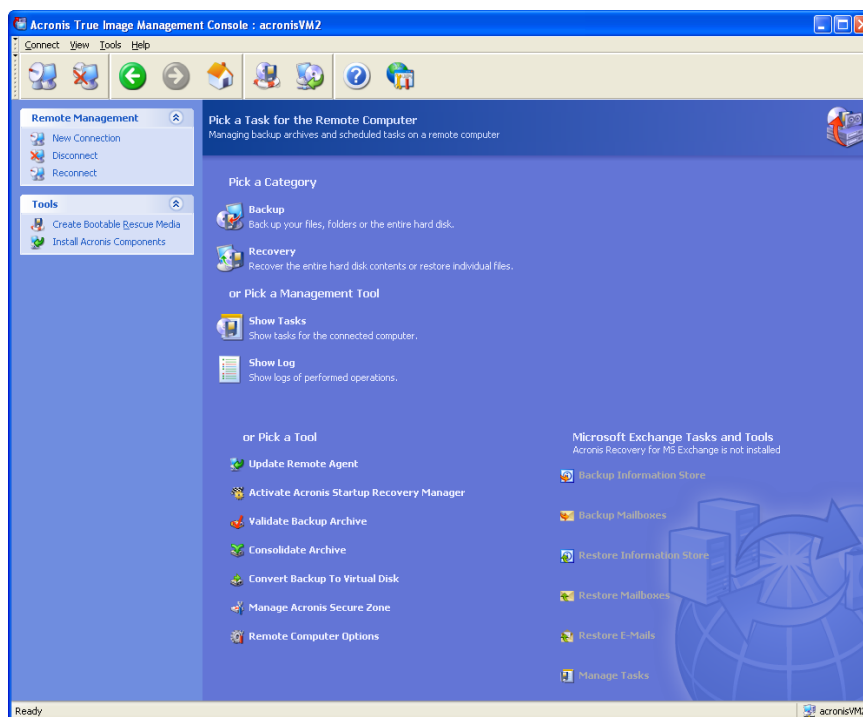 Acronis True Image Management Console : acronisVM2
Connect View Tools Help
Remote Management
New Connection
Disconnect
Reconnect
Tools
Create Bootable Rescue Media
Install Acronis Components
Pick a Task for the Remote Computer
Managing backup archives and scheduled tasks on a remote computer
Pick a Category
Backup
Back up your files, folders or the entire hard disk.
Recovery
Recover the entire hard disk contents or restore individual files.
or Pick a Management Tool
Show Tasks
Show tasks for the connected computer.
Show Log
Show logs of performed operations.
or Pick a Tool
Update Remote Agent
Activate Acronis Startup Recovery Manager
Validate Backup Archive
Consolidate Archive
Convert Backup To Virtual Disk
Manage Acronis Secure Zone
Remote Computer Options
Microsoft Exchange Tasks and Tools
Acronis Recovery for MS Exchange is not installed
Backup Information Store
Backup Mailboxes
Restore Information Store
Restore Mailboxes
Restore E-Mails
Manage Tasks
Ready
acronisVM2